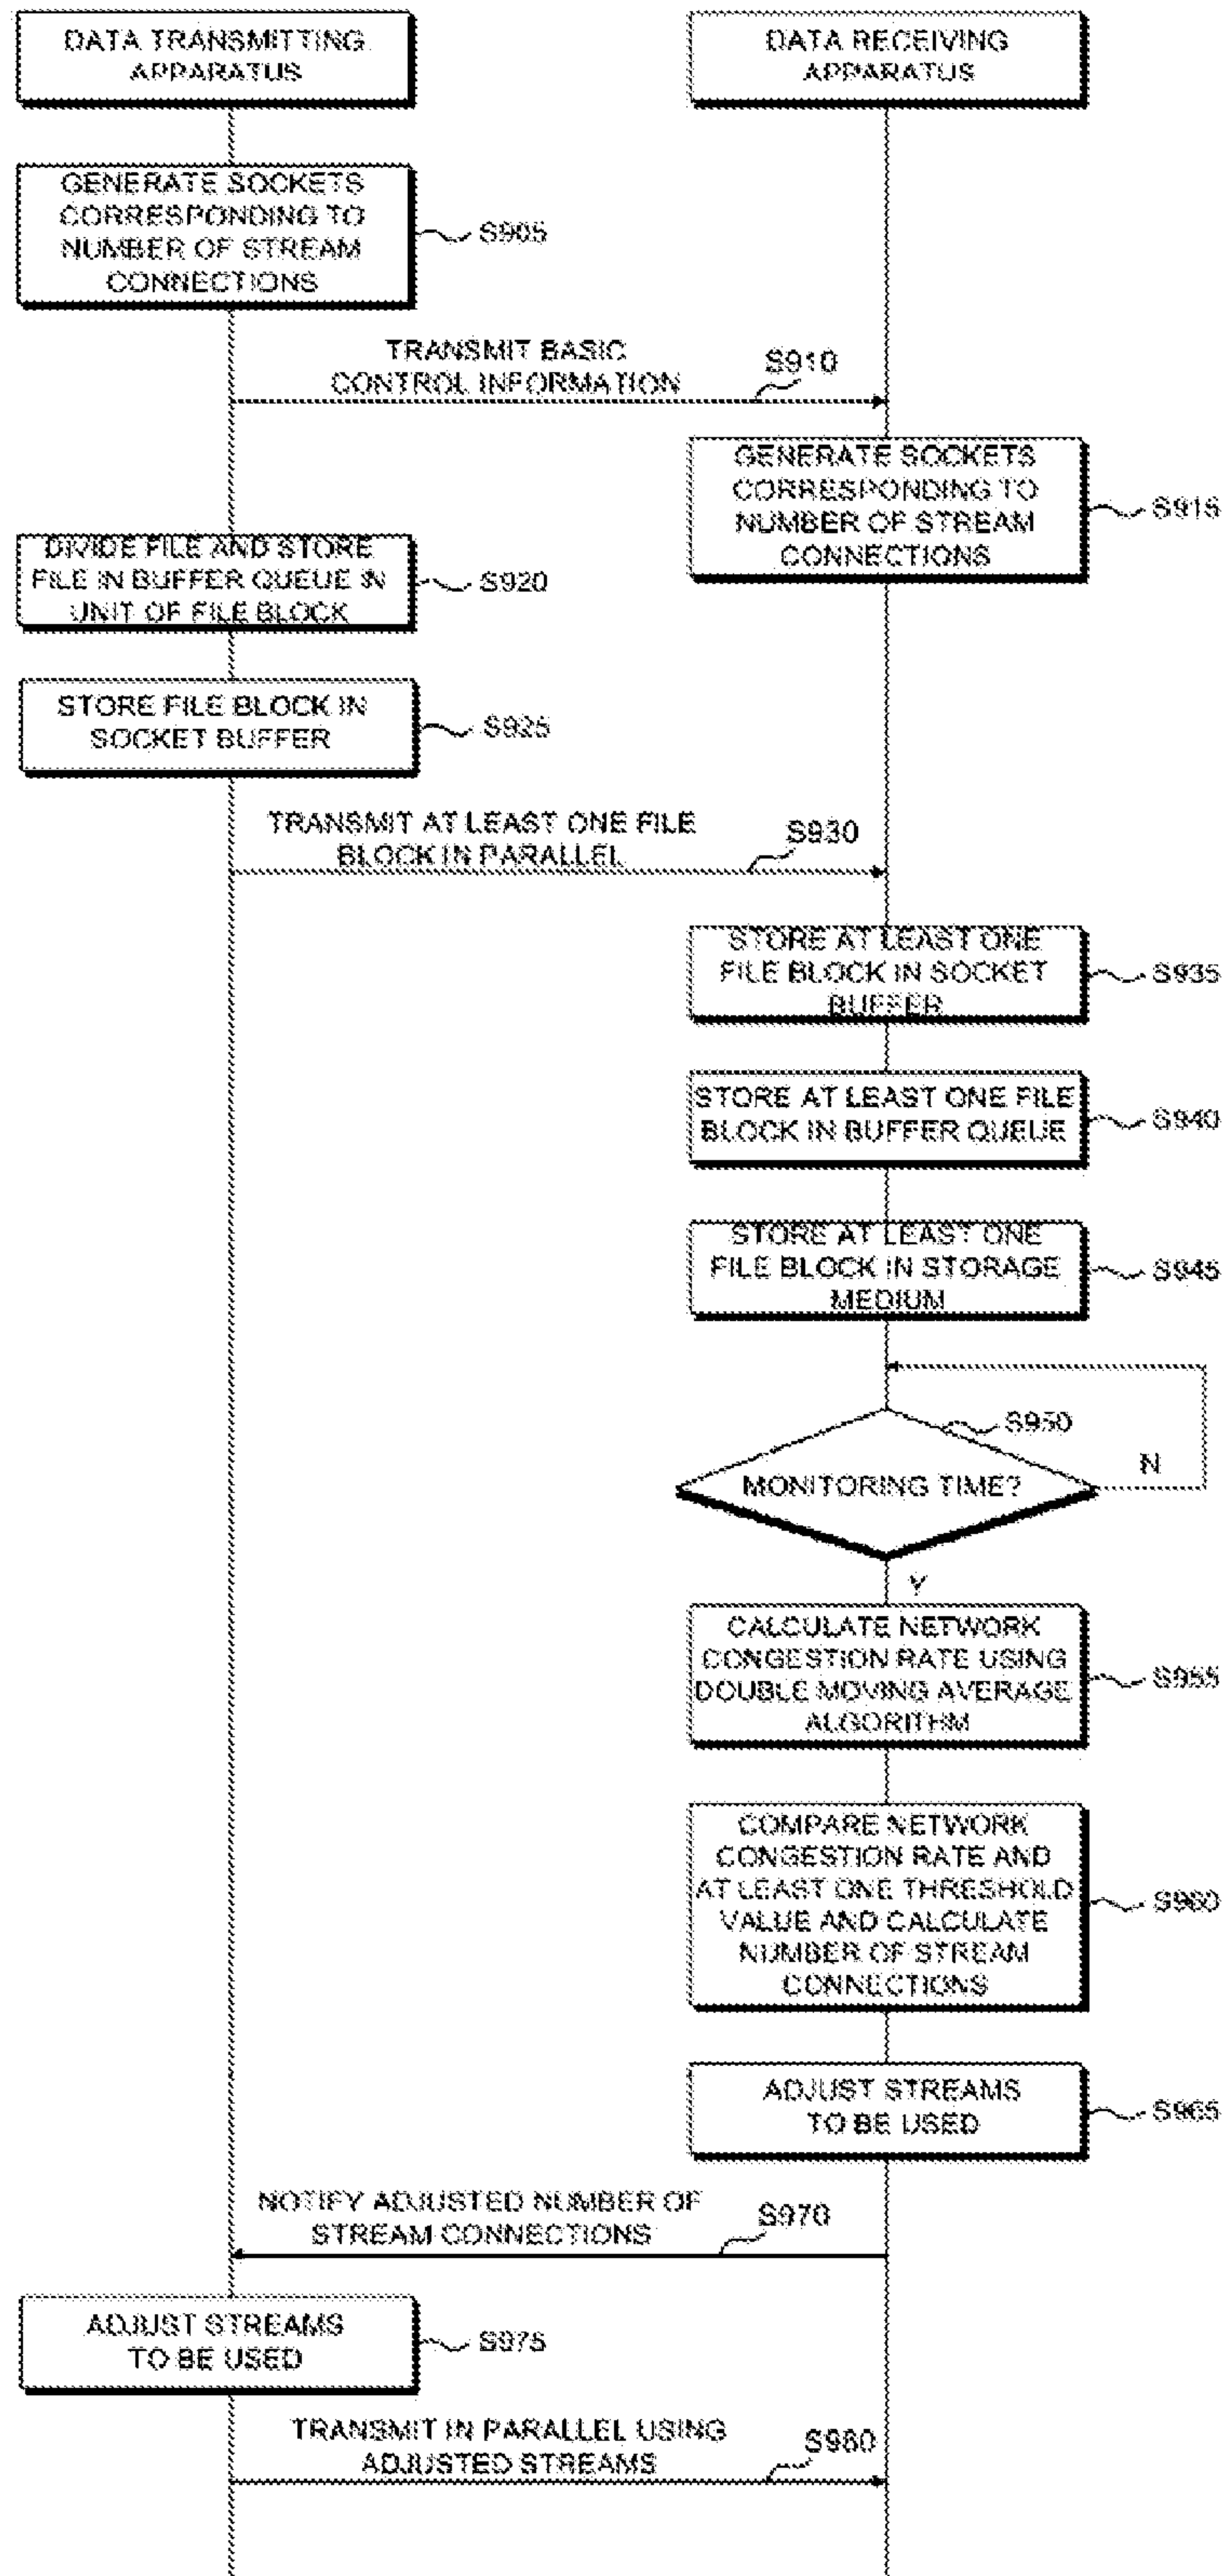 DATA TRANSMITTING
APPARATUS
DATA RECEIVING
APPARATUS
GENERATE SOCKETS
CORRESPONDING TO
NUMBER OF STREAM
CONNECTIONS
S905
TRANSMIT BASIC
CONTROL INFORMATION
S910
GENERATE SOCKETS
CORRESPONDING TO
NUMBER OF STREAM
CONNECTIONS
S915
DIVIDE FILE AND STORE
FILE IN BUFFER QUEUE IN
UNIT OF FILE BLOCK
S920
STORE FILE BLOCK IN
SOCKET BUFFER
S925
TRANSMIT AT LEAST ONE FILE
BLOCK IN PARALLEL
S930
STORE AT LEAST ONE
FILE BLOCK IN SOCKET
BUFFER
S935
STORE AT LEAST ONE FILE
BLOCK IN BUFFER QUEUE
S940
STORE AT LEAST ONE
FILE BLOCK IN STORAGE
MEDIUM
S945
S950
MONITORING TIME?
N
Y
CALCULATE NETWORK
CONGESTION RATE USING
DOUBLE MOVING AVERAGE
ALGORITHM
S955
COMPARE NETWORK
CONGESTION RATE AND
AT LEAST ONE THRESHOLD
VALUE AND CALCULATE
NUMBER OF STREAM
CONNECTIONS
S960
ADJUST STREAMS
TO BE USED
S965
NOTIFY ADJUSTED NUMBER OF
STREAM CONNECTIONS
S970
ADJUST STREAMS
TO BE USED
S975
TRANSMIT IN PARALLEL USING
ADJUSTED STREAMS
S980